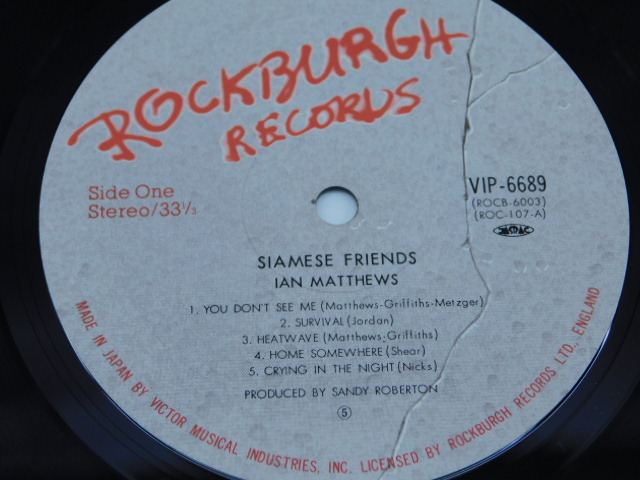 ROCKBURGH
RECORDS
Side One
Stereo/33 1/3
VIP-6689
(ROCB-6003)
(ROC-107-A)
SIAMESE FRIENDS
IAN MATTHEWS
1. YOU DON'T SEE ME (Matthews-Griffiths-Metzger)
2. SURVIVAL (Jordan)
3. HEATWAVE (Matthews-Griffiths)
4. HOME SOMEWHERE (Shear)
5. CRYING IN THE NIGHT (Nicks)
PRODUCED BY SANDY ROBERTON
⑤
MADE IN JAPAN BY VICTOR MUSICAL INDUSTRIES, INC. LICENSED BY ROCKBURGH RECORDS LTD., ENGLAND